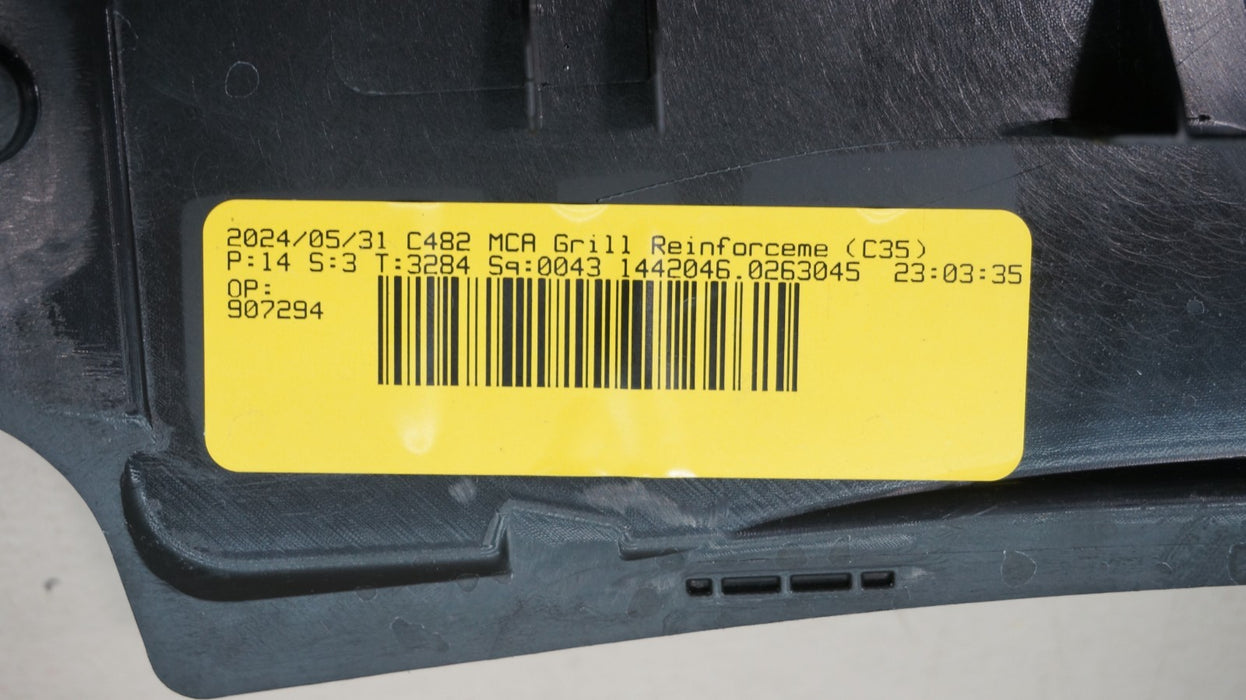 2024/05/31 C482 MCA Grill Reinforceme (C35)
P:14 S:3 T:3284 Sq:0043 1442046.0263045 23:03:35
OP:
907294